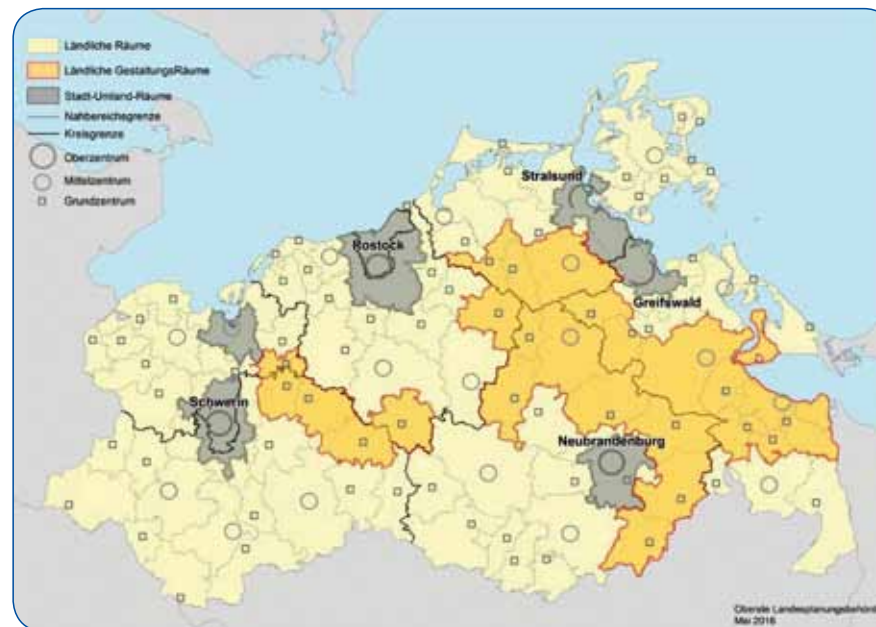 Ländliche Räume
Ländliche GestaltungsRäume
Stadt-Umland-Räume
Nahbereichsgrenze
Kreisgrenze
Oberzentrum
Mittelzentrum
Grundzentrum
Stralsund
Rostock
Greifswald
Schwerin
Neubrandenburg
Oberste Landesplanungsbehörde
Mai 2016